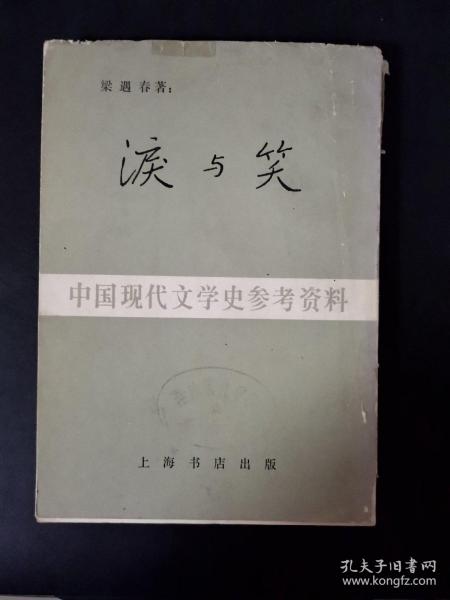 梁遇春著：
淚与笑
中国现代文学史参考资料
上海书店出版
孔夫子旧书网
www.kongfz.com